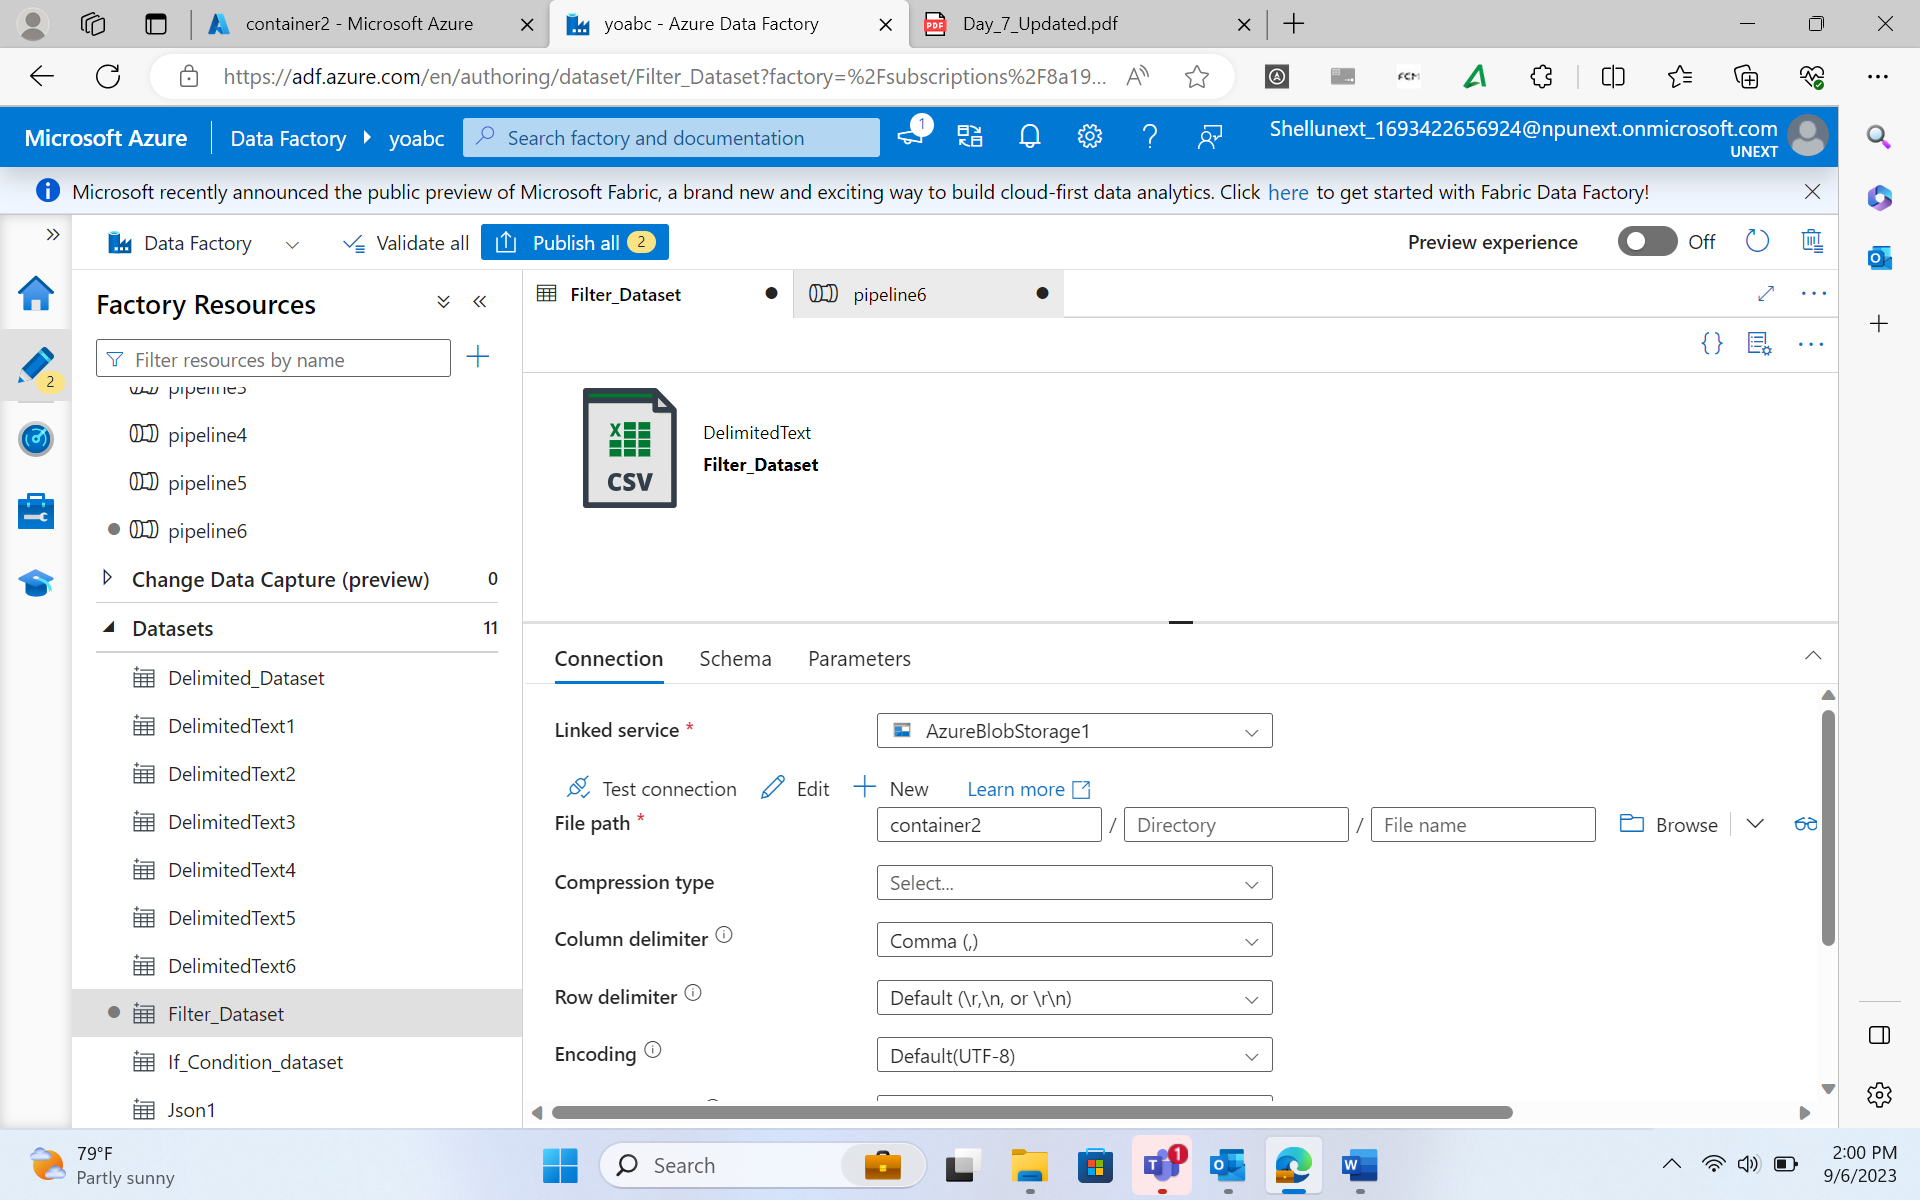 container2 - Microsoft Azure
yoabc - Azure Data Factory
Day_7_Updated.pdf
https://adf.azure.com/en/authoring/dataset/Filter_Dataset?factory=%2Fsubscriptions%2F8a19...
FCM
Microsoft Azure
Data Factory
yoabc
Search factory and documentation
1
Shellunext_1693422656924@npunext.onmicrosoft.com
UNEXT
Microsoft recently announced the public preview of Microsoft Fabric, a brand new and exciting way to build cloud-first data analytics. Click here to get started with Fabric Data Factory!
Data Factory
Validate all
Publish all 2
Preview experience
Off
Factory Resources
Filter resources by name
2
pipeline3
pipeline4
pipeline5
pipeline6
Change Data Capture (preview) 0
Datasets 11
Delimited_Dataset
DelimitedText1
DelimitedText2
DelimitedText3
DelimitedText4
DelimitedText5
DelimitedText6
Filter_Dataset
If_Condition_dataset
Json1
Filter_Dataset
pipeline6
X
CSV
DelimitedText
Filter_Dataset
Connection
Schema
Parameters
Linked service *
AzureBlobStorage1
Test connection
Edit
New
Learn more
File path *
container2 / Directory / File name
Browse
Compression type
Select...
Column delimiter
Comma (,)
Row delimiter
Default (\r,\n, or \r\n)
Encoding
Default(UTF-8)
79°F
Partly sunny
Search
1
2:00 PM
9/6/2023